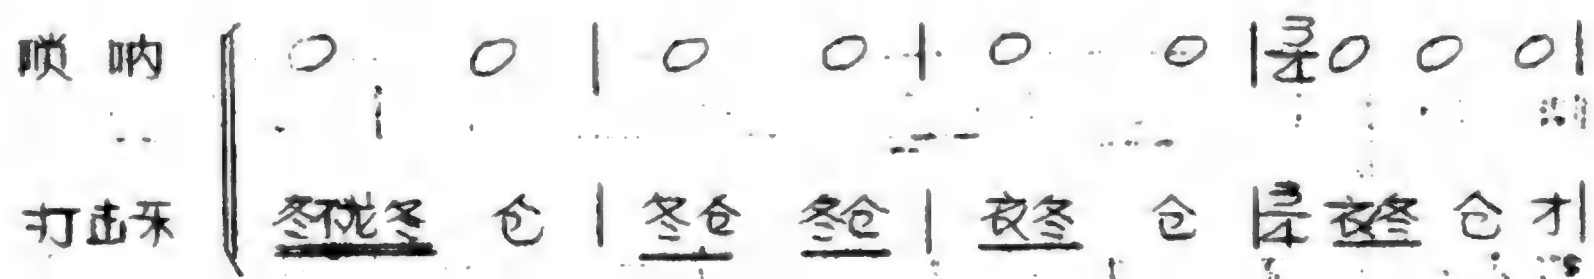 唢呐 0 0 | 0 0 | 0 0 | 3/4 0 0 0 |
打击乐 冬不龙冬 仓 | 冬仓 冬仓 | 衣冬 仓 | 3/4 衣冬 仓 才 |